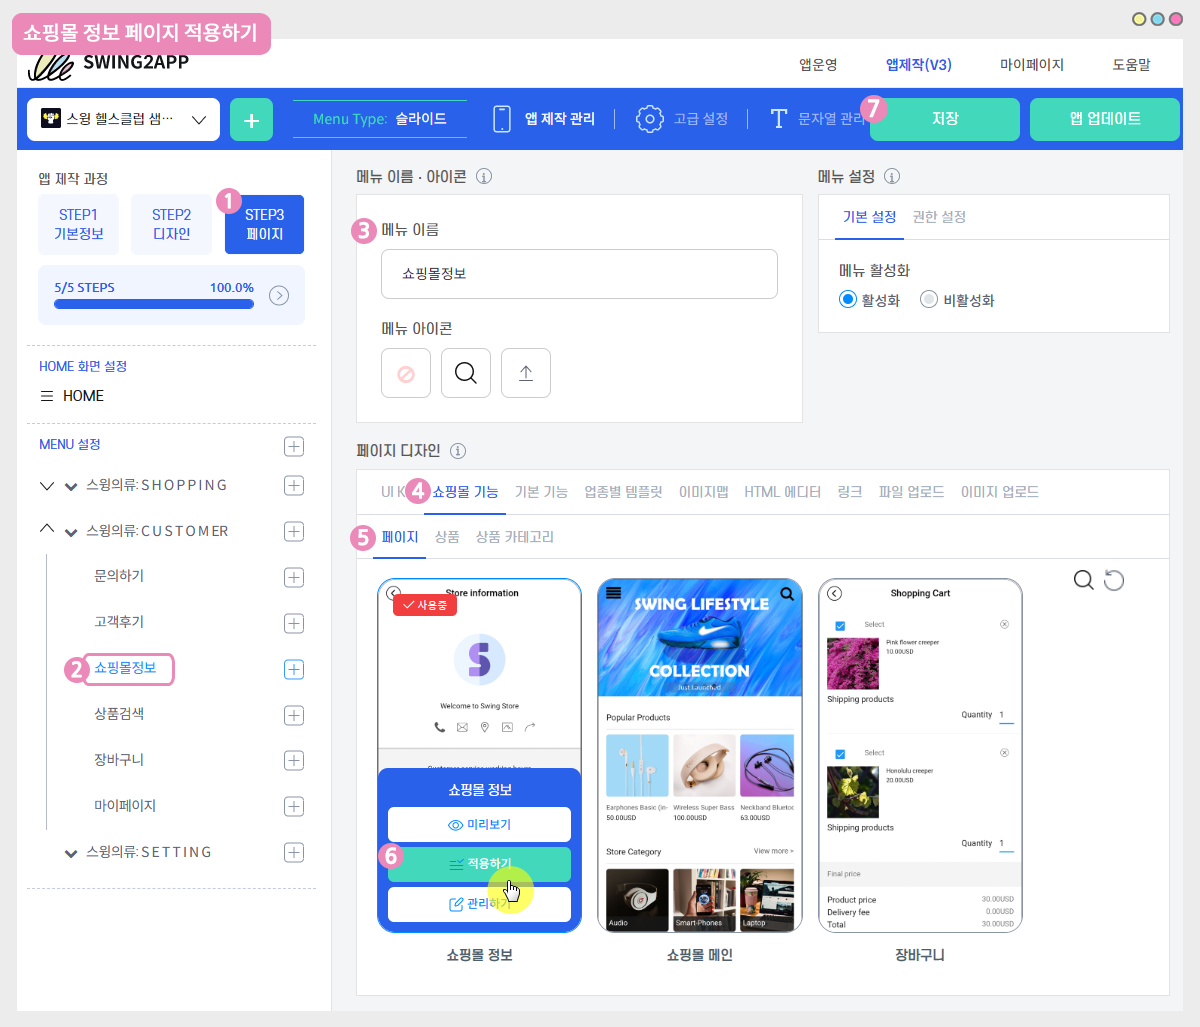 쇼핑몰 정보 페이지 적용하기
SWING2APP
앱운영
앱제작(V3)
마이페이지
도움말
스윙 헬스클럽 샘···
+
Menu Type: 슬라이드
앱 제작 관리
고급 설정
T 문자열 관리
7
저장
앱 업데이트
앱 제작 과정
1
STEP1
기본정보
STEP2
디자인
STEP3
페이지
5/5 STEPS
100.0%
HOME 화면 설정
HOME
MENU 설정
스윙의류:SHOPPING
스윙의류:CUSTOMER
문의하기
고객후기
2
쇼핑몰정보
상품검색
장바구니
마이페이지
스윙의류:SETTING
메뉴 이름 · 아이콘
3
메뉴 이름
쇼핑몰정보
메뉴 아이콘
메뉴 설정
기본 설정
권한 설정
메뉴 활성화
활성화
비활성화
페이지 디자인
UI K
4
쇼핑몰 기능
기본 기능
업종별 템플릿
이미지맵
HTML 에디터
링크
파일 업로드
이미지 업로드
5
페이지
상품
상품 카테고리
Store information
사용중
S
Welcome to Swing Store
쇼핑몰 정보
미리보기
6
적용하기
관리하기
쇼핑몰 정보
SWING LIFESTYLE
COLLECTION
Just Launched
Popular Products
Earphones Basic (in-
50.00USD
Wireless Super Bass
100.00USD
Neckband Bluetoo
63.00USD
Store Category
View more >
Audio
Smart-Phones
Laptop
쇼핑몰 메인
Shopping Cart
Select
Pink flower creeper
10.00USD
Shipping products
Quantity 1
Select
Honolulu creeper
20.00USD
Shipping products
Quantity 1
Final price
Product price 30.00USD
Delivery fee 0.00USD
Total 30.00USD
장바구니